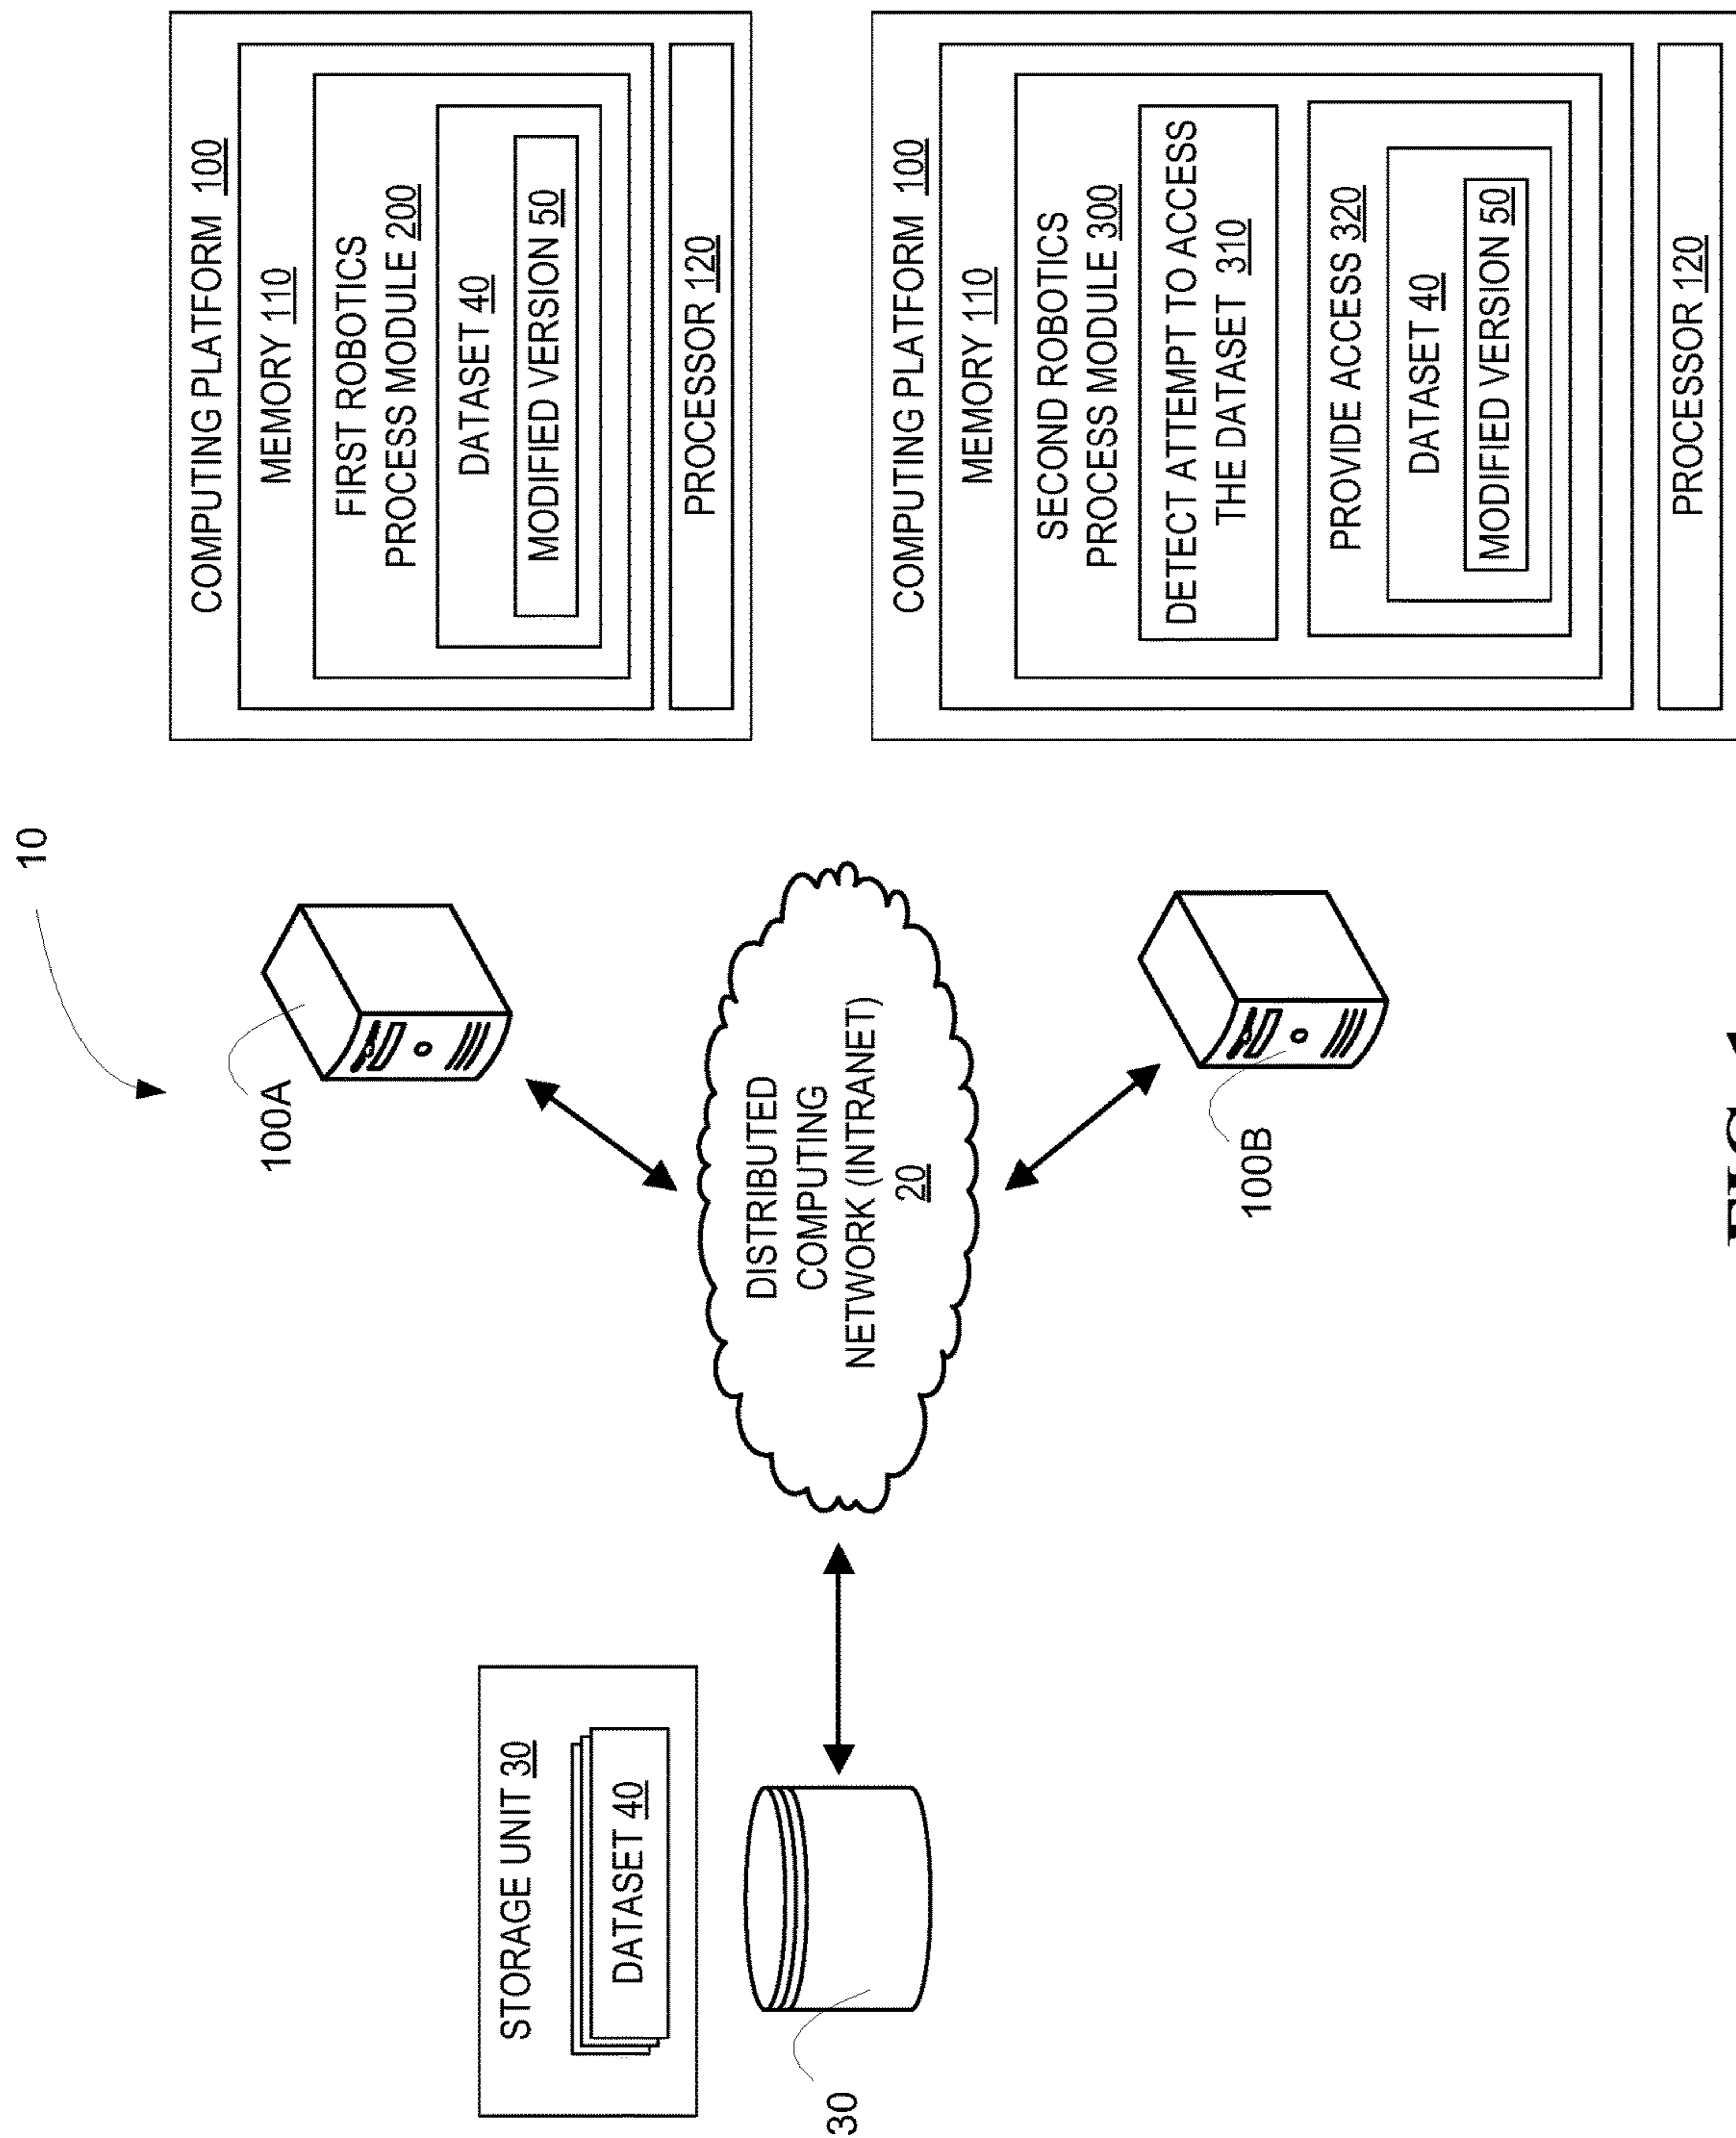 10
STORAGE UNIT 30
DATASET 40
30
DISTRIBUTED
COMPUTING
NETWORK (INTRANET)
20
100A
100B
COMPUTING PLATFORM 100
MEMORY 110
FIRST ROBOTICS
PROCESS MODULE 200
DATASET 40
MODIFIED VERSION 50
PROCESSOR 120
COMPUTING PLATFORM 100
MEMORY 110
SECOND ROBOTICS
PROCESS MODULE 300
DETECT ATTEMPT TO ACCESS
THE DATASET 310
PROVIDE ACCESS 320
DATASET 40
MODIFIED VERSION 50
PROCESSOR 120